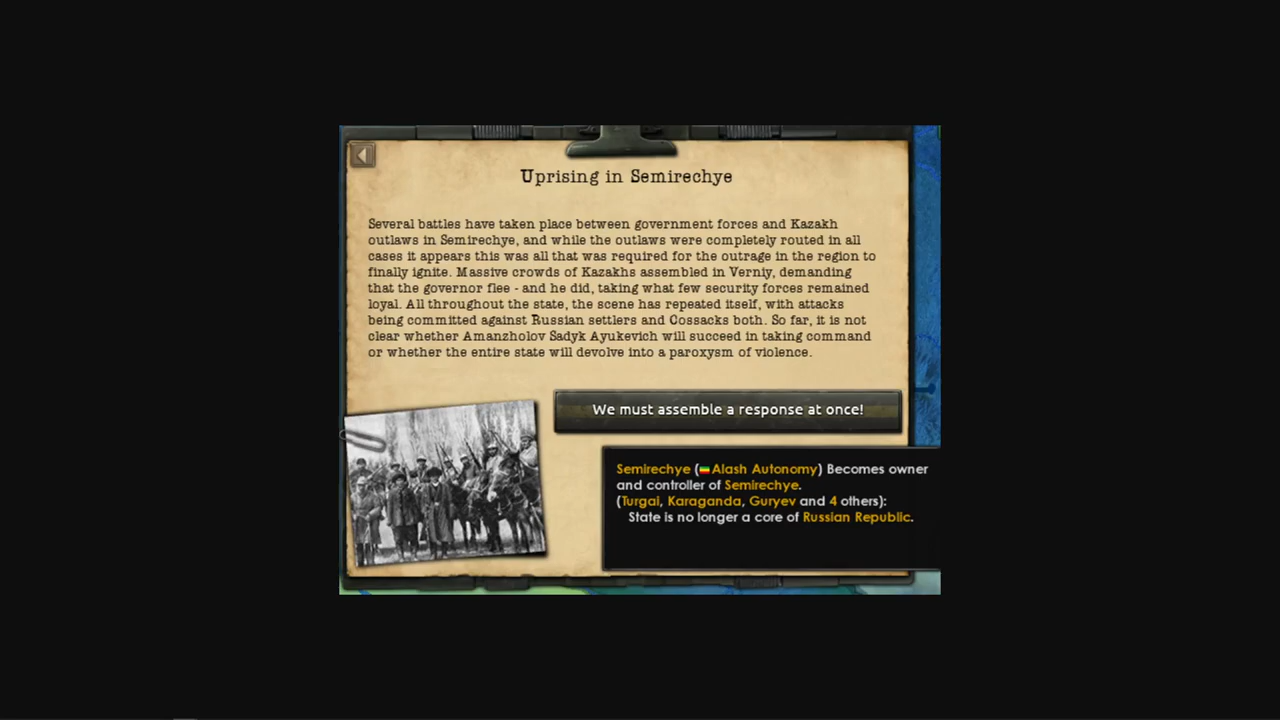 Uprising in Semirechye
Several battles have taken place between government forces and Kazakh
outlaws in Semirechye, and while the outlaws were completely routed in all
cases it appears this was all that was required for the outrage in the region to
finally ignite. Massive crowds of Kazakhs assembled in Verniy, demanding
that the governor flee - and he did, taking what few security forces remained
loyal. All throughout the state, the scene has repeated itself, with attacks
being committed against Russian settlers and Cossacks both. So far, it is not
clear whether Amanzholov Sadyk Ayukevich will succeed in taking command
or whether the entire state will devolve into a paroxysm of violence.
We must assemble a response at once!
Semirechye (Alash Autonomy) Becomes owner
and controller of Semirechye.
(Turgai, Karaganda, Guryev and 4 others):
State is no longer a core of Russian Republic.